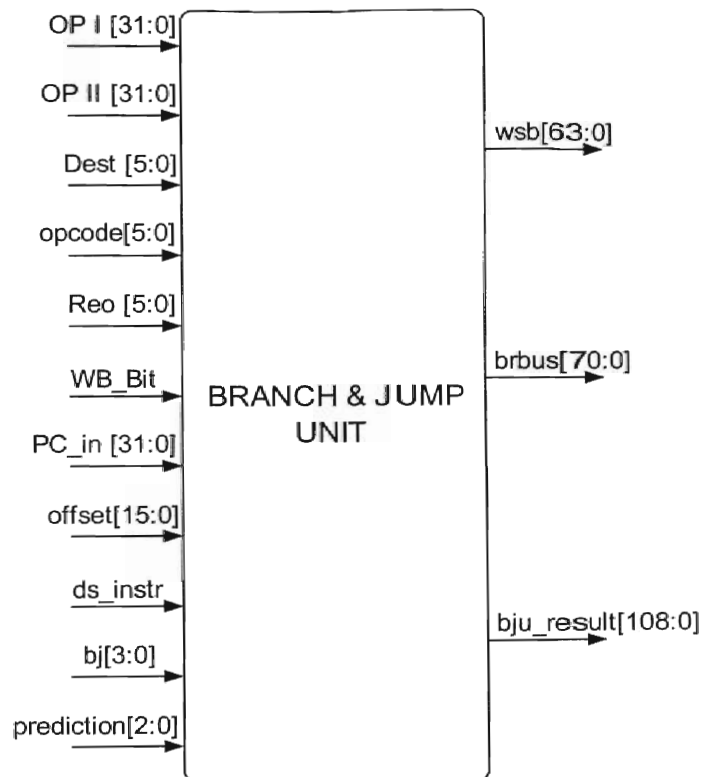 OP I [31:0]
OP II [31:0]
Dest [5:0]
opcode[5:0]
Reo [5:0]
WB_Bit
PC_in [31:0]
offset[15:0]
ds_instr
bj[3:0]
prediction[2:0]
BRANCH & JUMP
UNIT
wsb[63:0]
brbus[70:0]
bju_result[108:0]